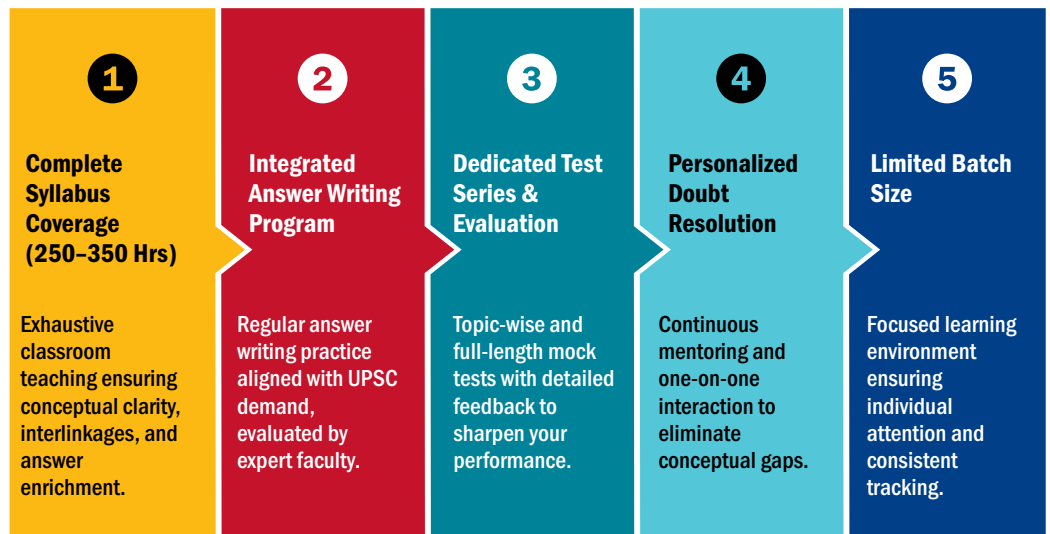 1
Complete
Syllabus
Coverage
(250–350 Hrs)
Exhaustive
classroom
teaching ensuring
conceptual clarity,
interlinkages, and
answer
enrichment.
2
Integrated
Answer Writing
Program
Regular answer
writing practice
aligned with UPSC
demand,
evaluated by
expert faculty.
3
Dedicated Test
Series &
Evaluation
Topic-wise and
full-length mock
tests with detailed
feedback to
sharpen your
performance.
4
Personalized
Doubt
Resolution
Continuous
mentoring and
one-on-one
interaction to
eliminate
conceptual gaps.
5
Limited Batch
Size
Focused learning
environment
ensuring
individual
attention and
consistent
tracking.